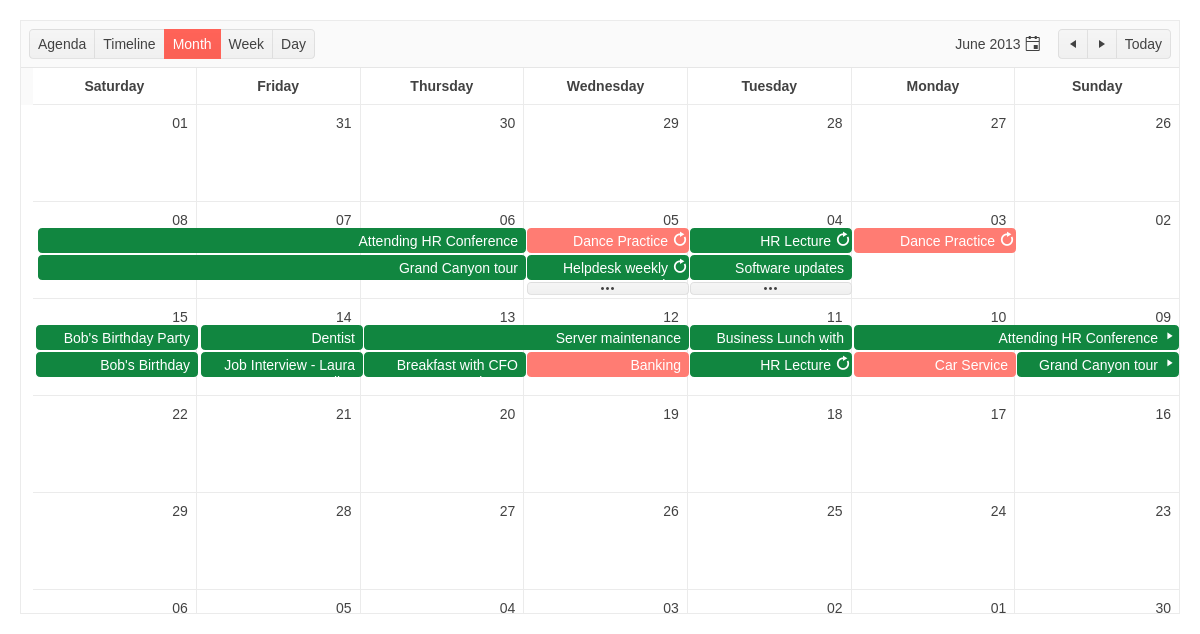 Agenda Timeline Month Week Day June 2013 Today
Saturday Friday Thursday Wednesday Tuesday Monday Sunday
01 31 30 29 28 27 26
08 07 06 05 04 03 02
Attending HR Conference Dance Practice HR Lecture Dance Practice
Grand Canyon tour Helpdesk weekly Software updates
15 14 13 12 11 10 09
Bob's Birthday Party Dentist Server maintenance Business Lunch with Attending HR Conference
Bob's Birthday Job Interview - Laura Breakfast with CFO Banking HR Lecture Car Service Grand Canyon tour
22 21 20 19 18 17 16
29 28 27 26 25 24 23
06 05 04 03 02 01 30